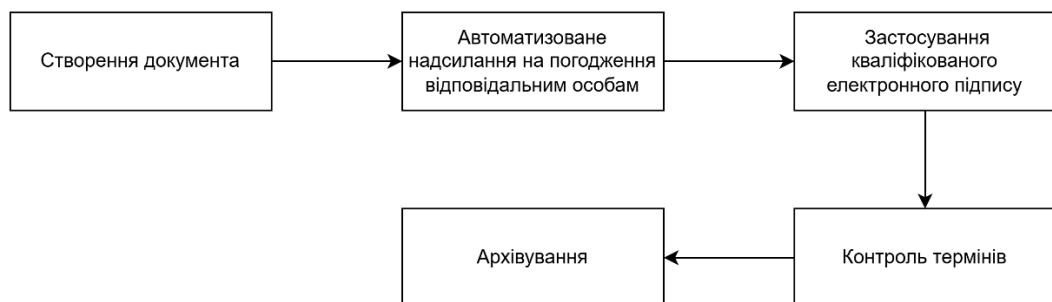 Створення документа
Автоматизоване
надсилання на погодження
відповідальним особам
Застосування
кваліфікованого
електронного підпису
Контроль термінів
Архівування